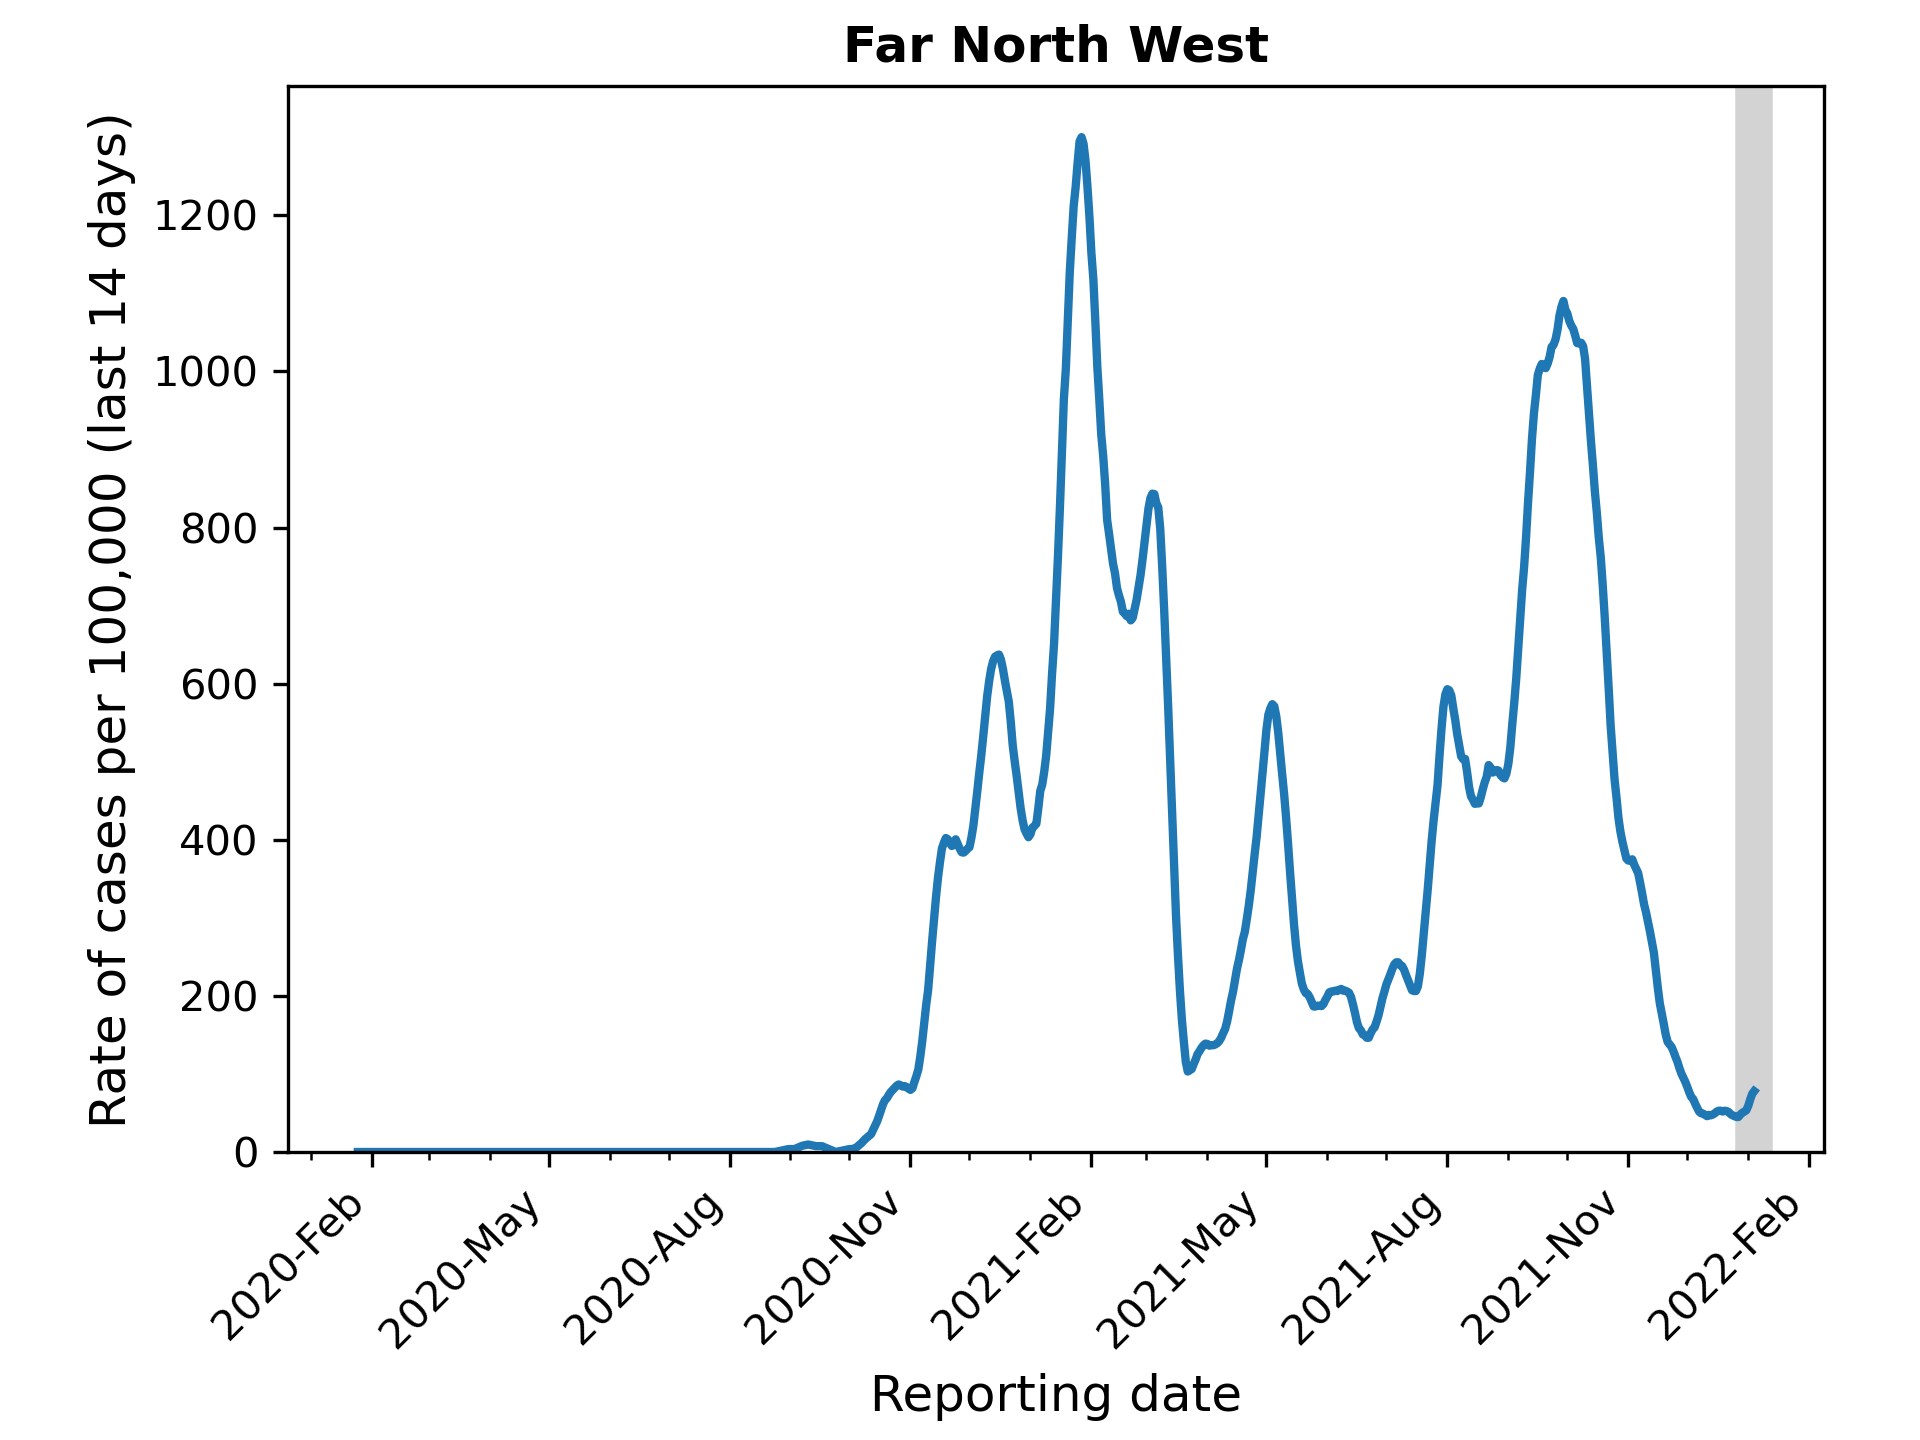 Far North West
Rate of cases per 100,000 (last 14 days)
1200
1000
800
600
400
200
0
2020-Feb
2020-May
2020-Aug
2020-Nov
2021-Feb
2021-May
2021-Aug
2021-Nov
2022-Feb
Reporting date